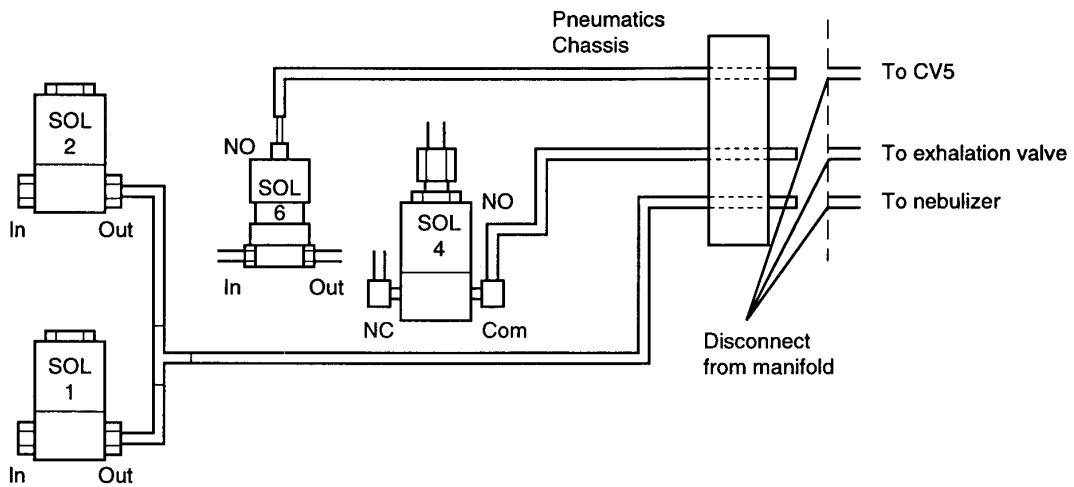 Pneumatics
Chassis
To CV5
SOL
2
NO
To exhalation valve
SOL
6
NO
To nebulizer
SOL
4
In
Out
In
Out
NC
Com
Disconnect
from manifold
SOL
1
In
Out